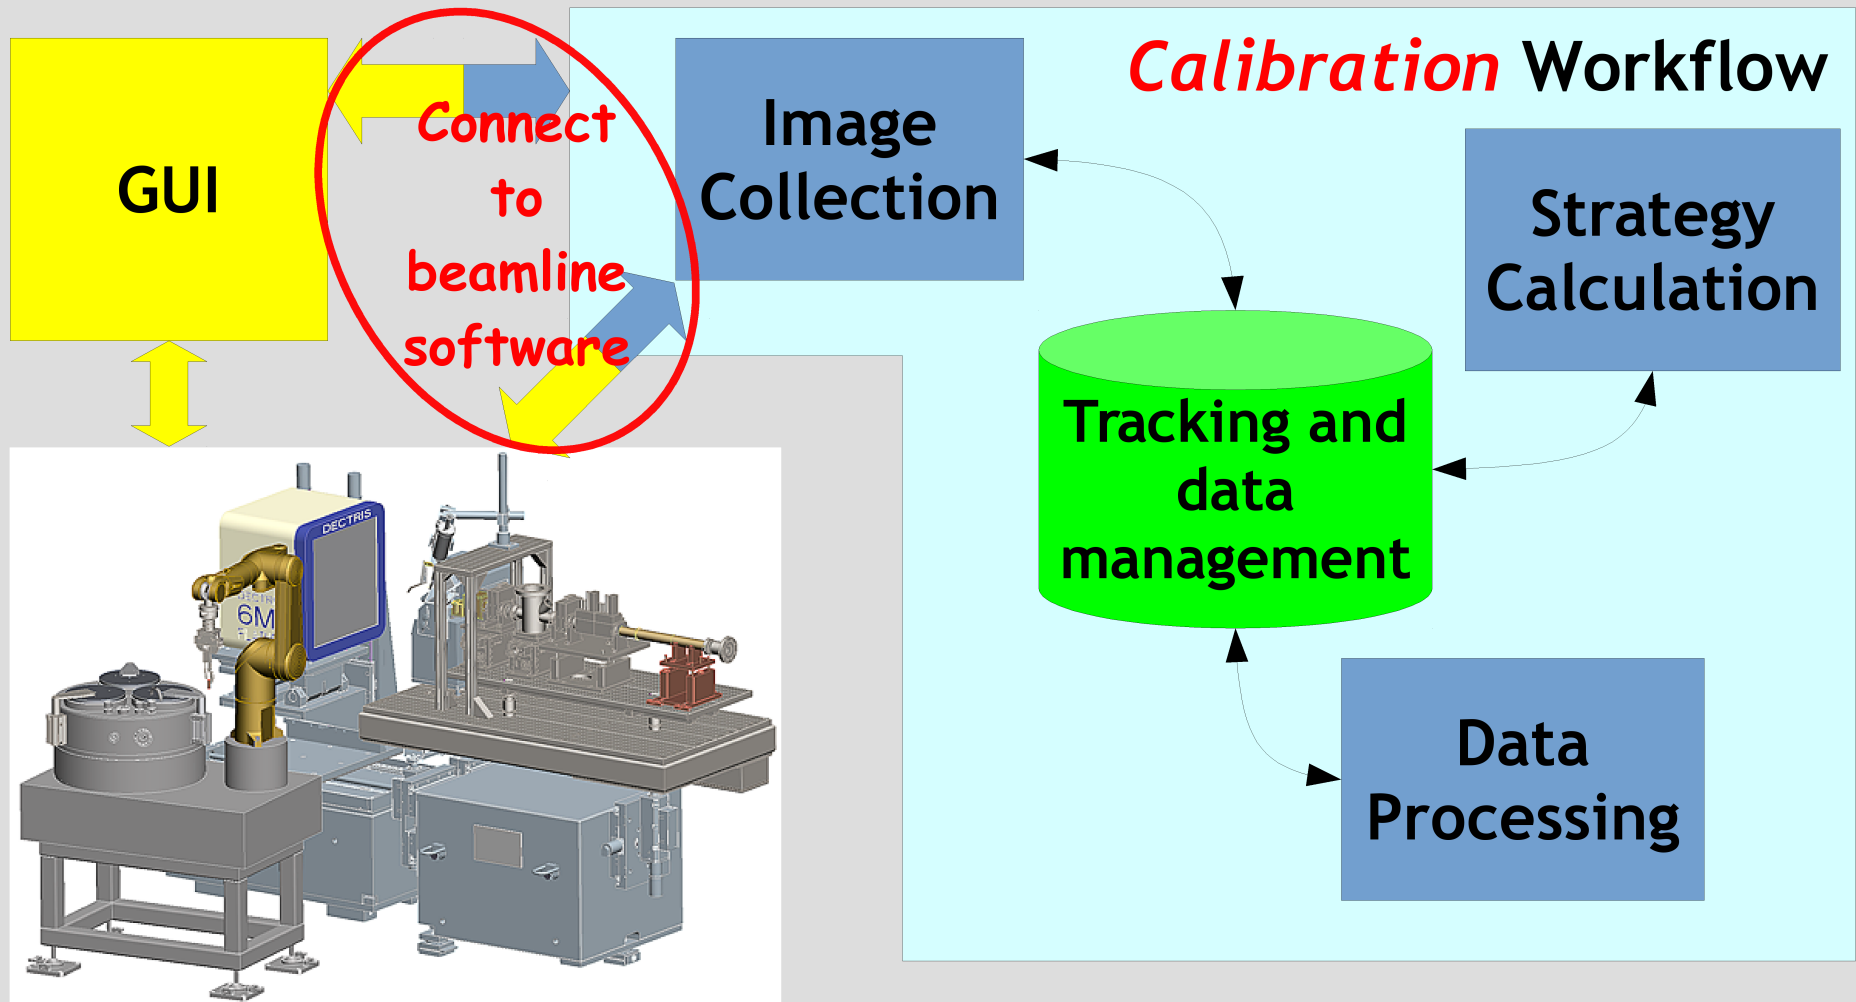 Calibration Workflow
GUI
Connect
to
beamline
software
Image
Collection
Strategy
Calculation
Tracking and
data
management
Data
Processing
DECTRIS
6M